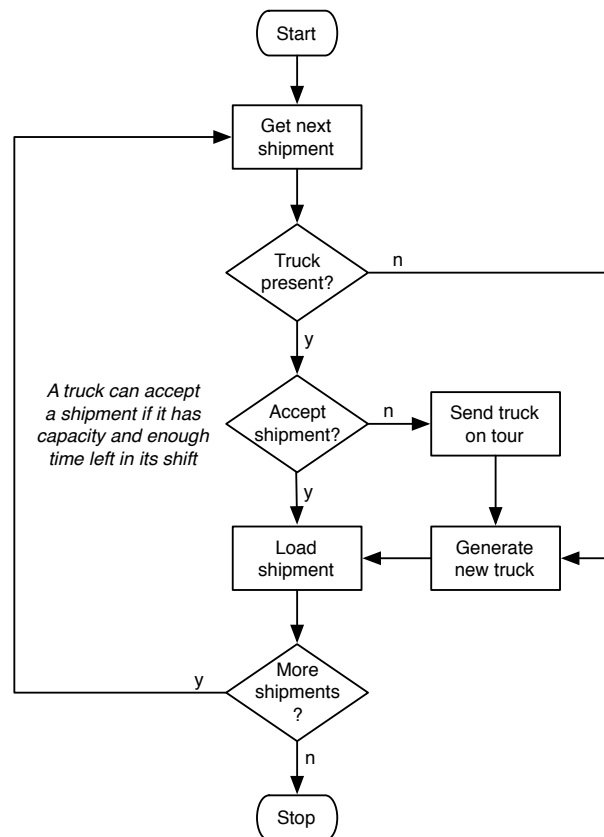 Start
Get next
shipment
Truck
present?
n
y
A truck can accept
a shipment if it has
capacity and enough
time left in its shift
Accept
shipment?
n
Send truck
on tour
y
Load
shipment
Generate
new truck
More
shipments
?
y
n
Stop